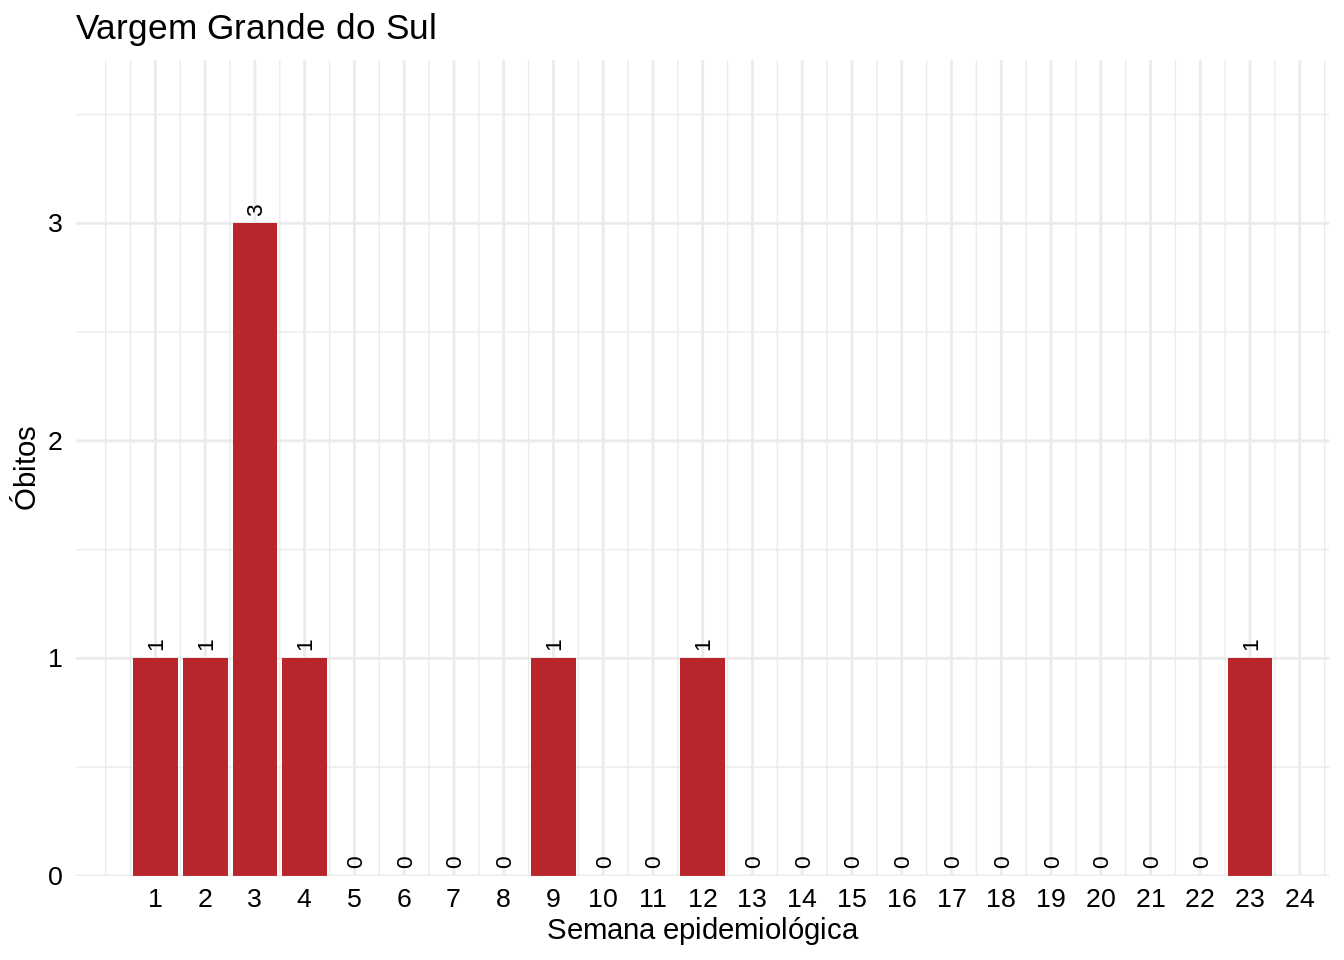 Vargem Grande do Sul
Óbitos
3
2
1
0
1 1 3 1 0 0 0 0 1 0 0 1 0 0 0 0 0 0 0 0 0 0 1
1 2 3 4 5 6 7 8 9 10 11 12 13 14 15 16 17 18 19 20 21 22 23 24
Semana epidemiológica